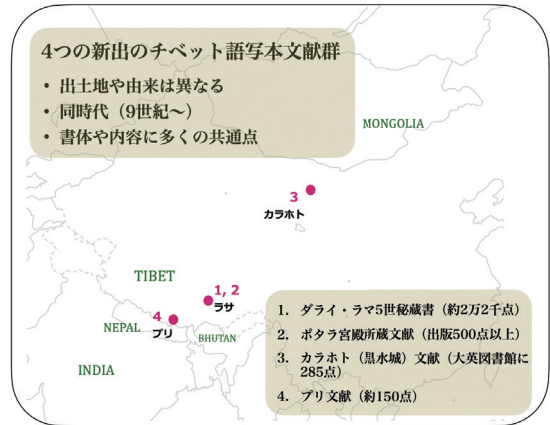 4つの新出のチベット語写本文献群
• 出土地や由来は異なる
• 同時代（9世紀～）
• 書体や内容に多くの共通点
MONGOLIA
3
カラホト
TIBET
1, 2
ラサ
4
プリ
NEPAL
BHUTAN
INDIA
1. ダライ・ラマ5世秘蔵書（約2万2千点）
2. ポタラ宮殿所蔵文献（出版500点以上）
3. カラホト（黒水城）文献（大英図書館に
285点）
4. プリ文献（約150点）